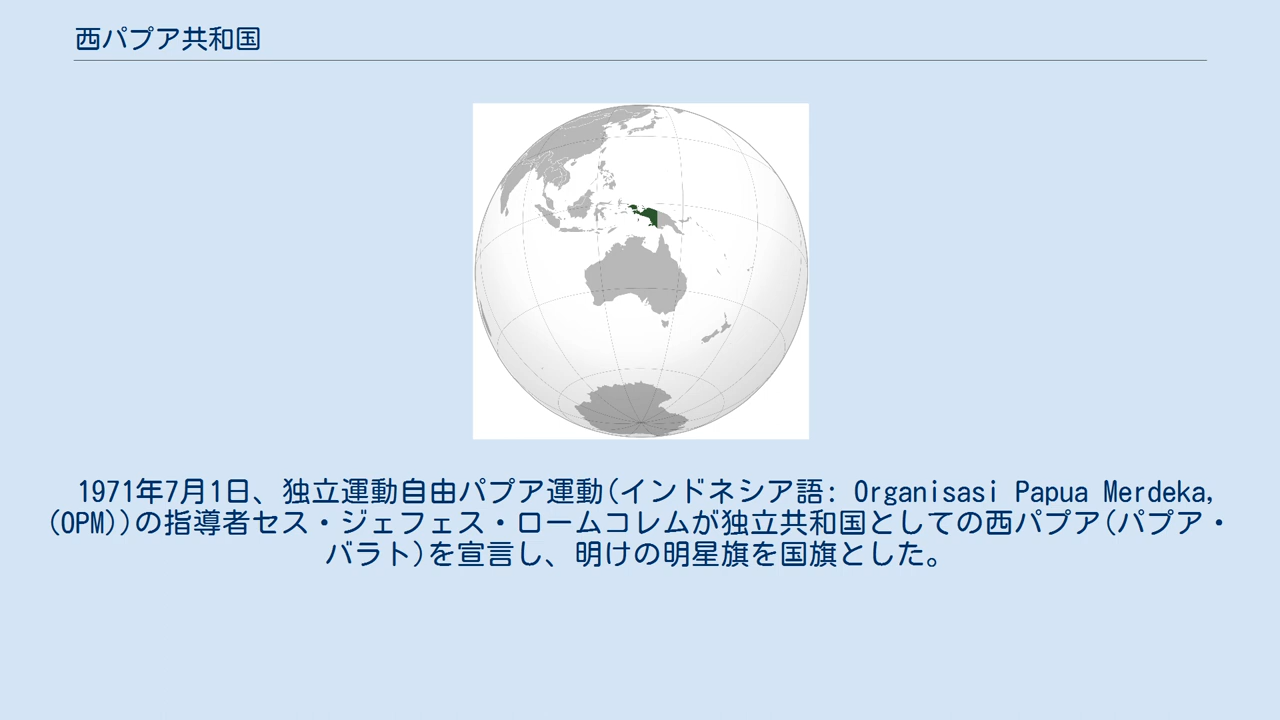 西パプア共和国
1971年7月1日、独立運動自由パプア運動(インドネシア語: Organisasi Papua Merdeka,
(OPM))の指導者セス・ジェフェス・ロームコレムが独立共和国としての西パプア(パプア・
バラト)を宣言し、明けの明星旗を国旗とした。